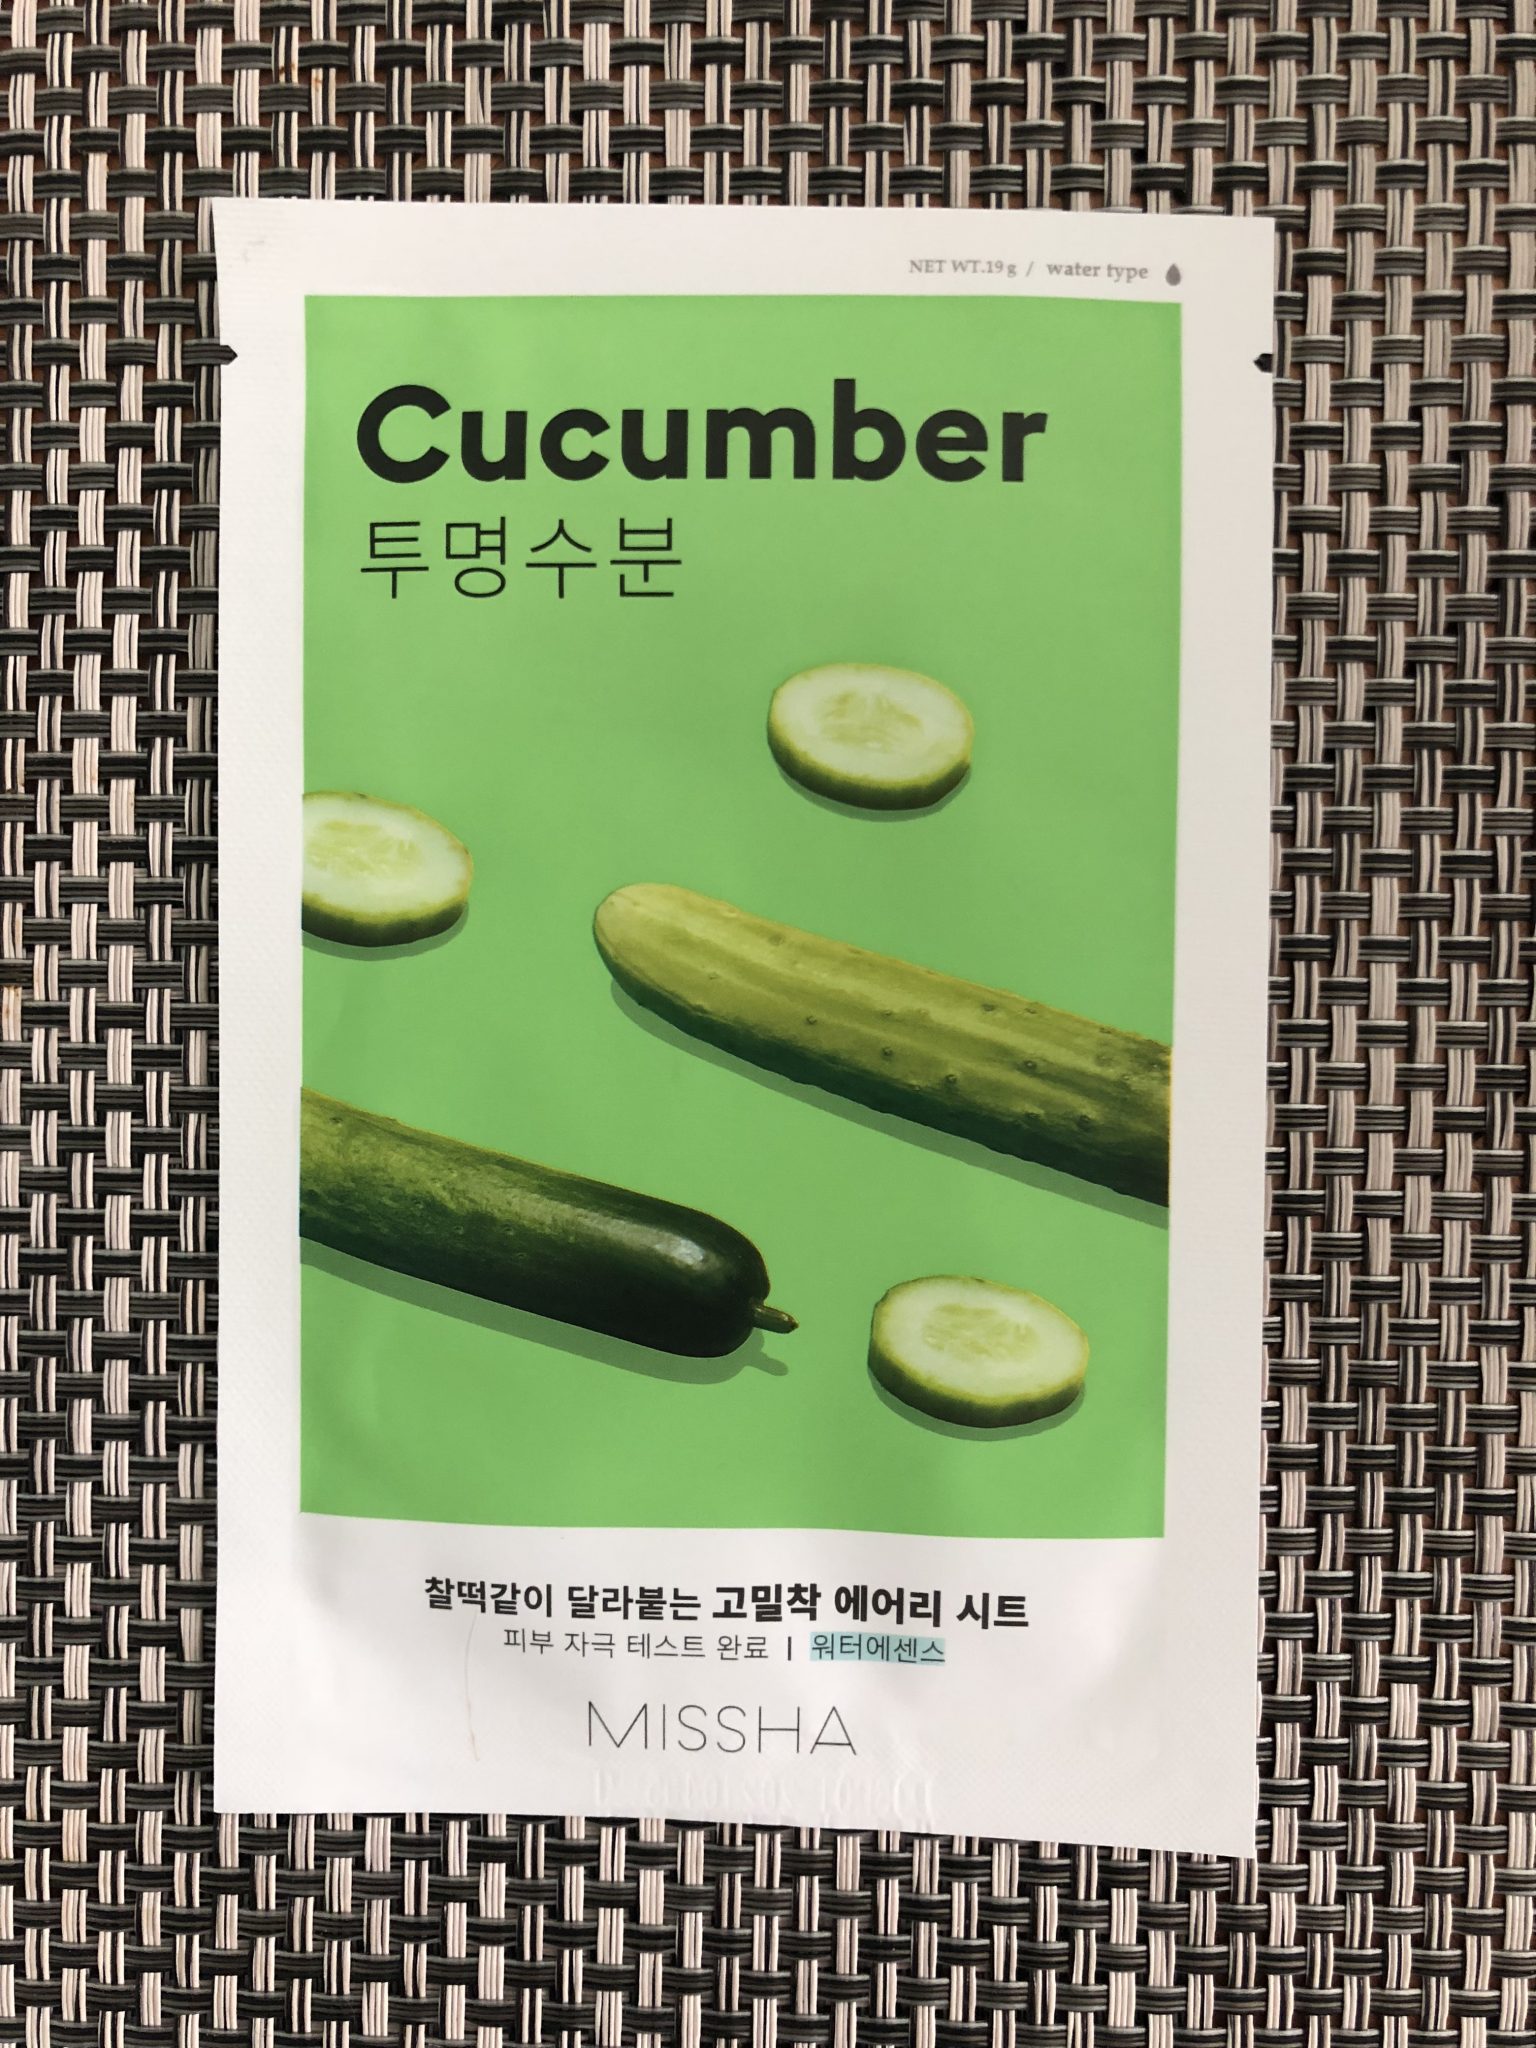 NET WT.19g / water type
Cucumber
투명수분
찰떡같이 달라붙는 고밀착 에어리 시트
피부 자극 테스트 완료 | 워터에센스
MISSHA